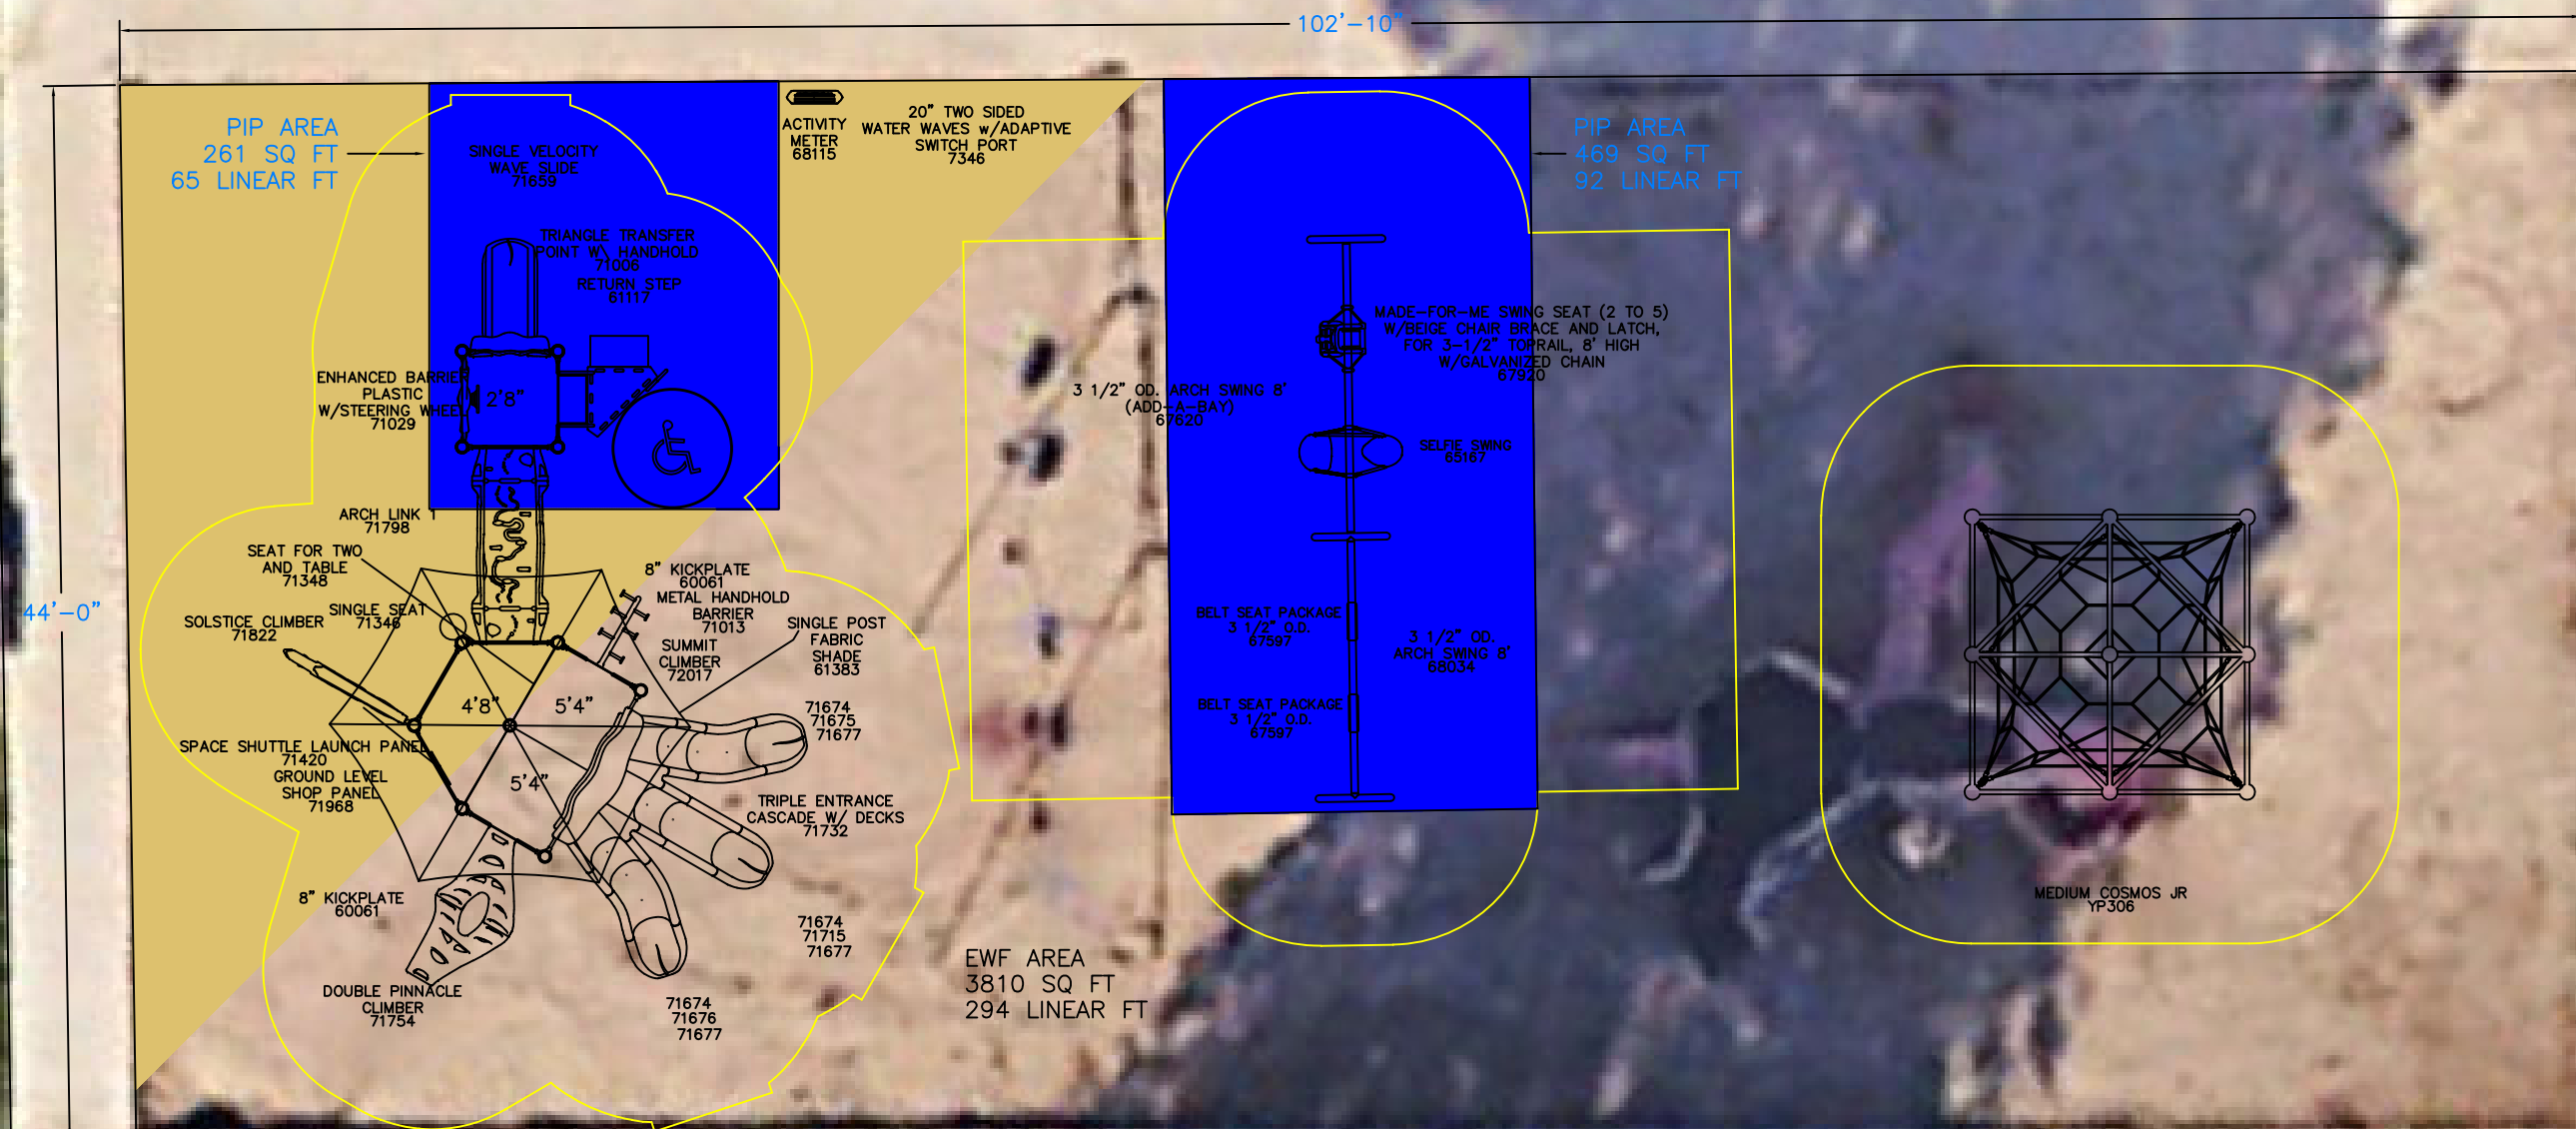 102'-10"
PIP AREA
261 SQ FT
65 LINEAR FT
SINGLE VELOCITY
WAVE SLIDE
71659
ACTIVITY
METER
68115
20" TWO SIDED
WATER WAVES w/ADAPTIVE
SWITCH PORT
7346
PIP AREA
469 SQ FT
92 LINEAR FT
TRIANGLE TRANSFER
POINT W\ HANDHOLD
71006
RETURN STEP
61117
ENHANCED BARRIER
PLASTIC
W/STEERING WHEEL
71029
2'8"
MADE-FOR-ME SWING SEAT (2 TO 5)
W/BEIGE CHAIR BRACE AND LATCH,
FOR 3-1/2" TOPRAIL, 8' HIGH
W/GALVANIZED CHAIN
67920
3 1/2" OD. ARCH SWING 8'
(ADD-A-BAY)
67620
SELFIE SWING
65167
ARCH LINK 1
71798
SEAT FOR TWO
AND TABLE
71348
44'-0"
SINGLE SEAT
71346
SOLSTICE CLIMBER
71822
8" KICKPLATE
60061
METAL HANDHOLD
BARRIER
71013
SUMMIT
CLIMBER
72017
SINGLE POST
FABRIC
SHADE
61383
BELT SEAT PACKAGE
3 1/2" O.D.
67597
3 1/2" OD.
ARCH SWING 8'
68034
4'8"
5'4"
71674
71675
71677
BELT SEAT PACKAGE
3 1/2" O.D.
67597
SPACE SHUTTLE LAUNCH PANEL
71420
GROUND LEVEL
SHOP PANEL
71968
5'4"
TRIPLE ENTRANCE
CASCADE W/ DECKS
71732
8" KICKPLATE
60061
MEDIUM COSMOS JR
YP306
71674
71715
71677
EWF AREA
3810 SQ FT
294 LINEAR FT
DOUBLE PINNACLE
CLIMBER
71754
71674
71676
71677